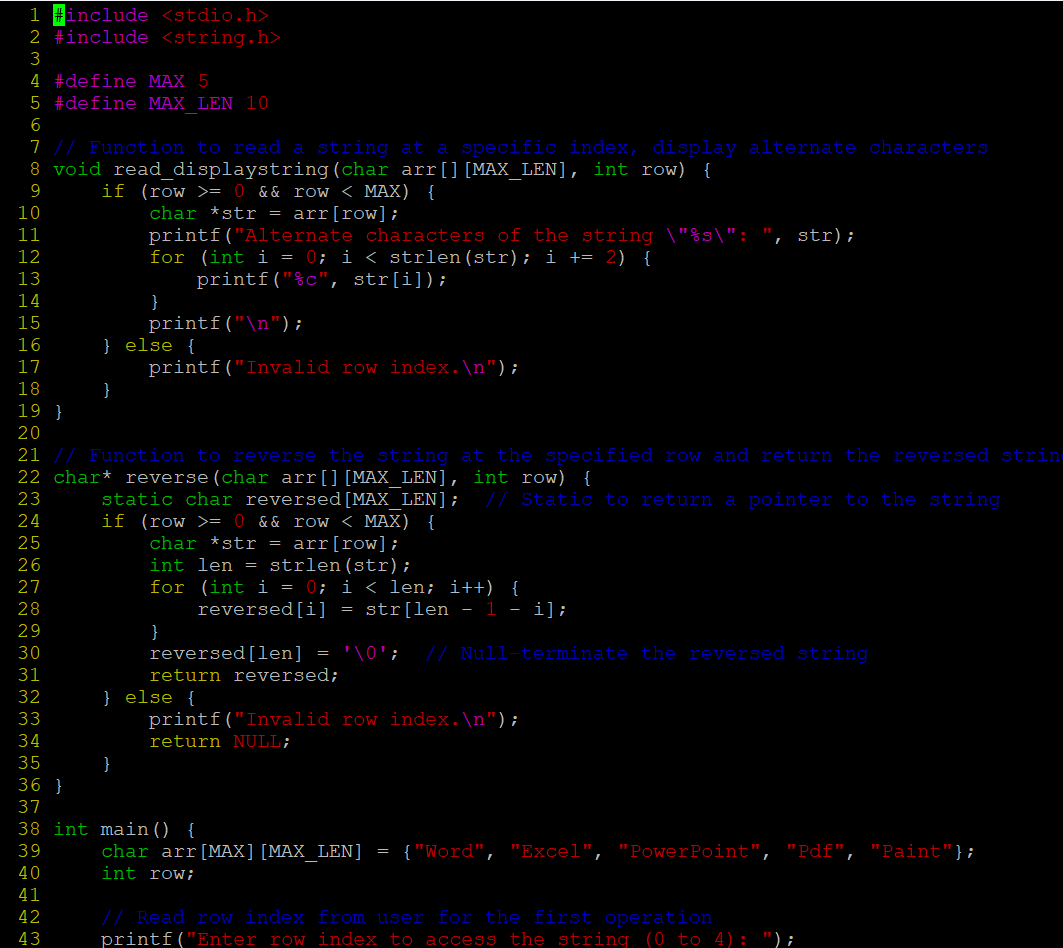 1 #include <stdio.h>
2 #include <string.h>
3
4 #define MAX 5
5 #define MAX_LEN 10
6
7 // Function to read a string at a specific index, display alternate characters
8 void read_displaystring(char arr[][MAX_LEN], int row) {
9     if (row >= 0 && row < MAX) {
10         char *str = arr[row];
11         printf("Alternate characters of the string \"%s\": ", str);
12         for (int i = 0; i < strlen(str); i += 2) {
13             printf("%c", str[i]);
14         }
15         printf("\n");
16     } else {
17         printf("Invalid row index.\n");
18     }
19 }
20
21 // Function to reverse the string at the specified row and return the reversed strin
22 char* reverse(char arr[][MAX_LEN], int row) {
23     static char reversed[MAX_LEN];  // Static to return a pointer to the string
24     if (row >= 0 && row < MAX) {
25         char *str = arr[row];
26         int len = strlen(str);
27         for (int i = 0; i < len; i++) {
28             reversed[i] = str[len - 1 - i];
29         }
30         reversed[len] = '\0';  // Null-terminate the reversed string
31         return reversed;
32     } else {
33         printf("Invalid row index.\n");
34         return NULL;
35     }
36 }
37
38 int main() {
39     char arr[MAX][MAX_LEN] = {"Word", "Excel", "PowerPoint", "Pdf", "Paint"};
40     int row;
41
42     // Read row index from user for the first operation
43     printf("Enter row index to access the string (0 to 4): ");